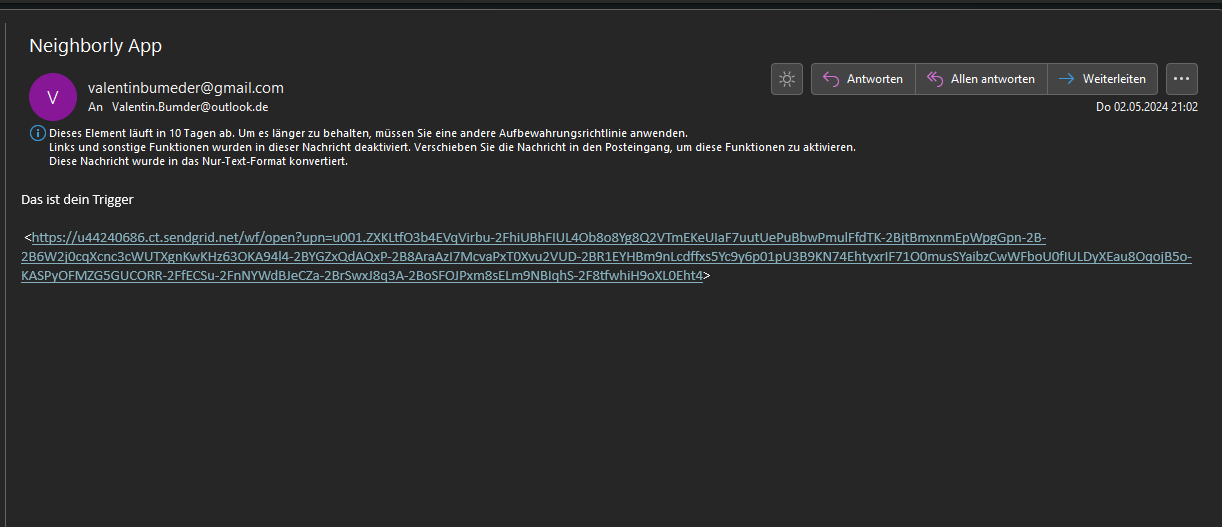 Neighborly App
V
valentinbumeder@gmail.com
An Valentin.Bumder@outlook.de
Antworten
Allen antworten
Weiterleiten
Do 02.05.2024 21:02
Dieses Element läuft in 10 Tagen ab. Um es länger zu behalten, müssen Sie eine andere Aufbewahrungsrichtlinie anwenden.
Links und sonstige Funktionen wurden in dieser Nachricht deaktiviert. Verschieben Sie die Nachricht in den Posteingang, um diese Funktionen zu aktivieren.
Diese Nachricht wurde in das Nur-Text-Format konvertiert.
Das ist dein Trigger
<https://u44240686.ct.sendgrid.net/wf/open?upn=u001.ZXKLtfO3b4EVqVirbu-2FhiUBhFIUL4Ob8o8Yg8Q2VTmEKeUIaF7uutUePuBbwPmulFfdTK-2BjtBmxnmEpWpgGpn-2B-
2B6W2j0cqXcnc3cWUTXgnKwKHz63OKA94l4-2BYGZxQdAQxP-2B8AraAzI7McvaPxT0Xvu2VUD-2BR1EYHBm9nLcdffxs5Yc9y6p01pU3B9KN74EhtyxrIF71O0musSYaibzCwWFboU0fIULDyXEau8OqojB5o-
KASPyOFMZG5GUCORR-2FfECSu-2FnNYWdBJeCZa-2BrSwxJ8q3A-2BoSFOJPxm8sELm9NBIqhS-2F8tfwhiH9oXL0Eht4>